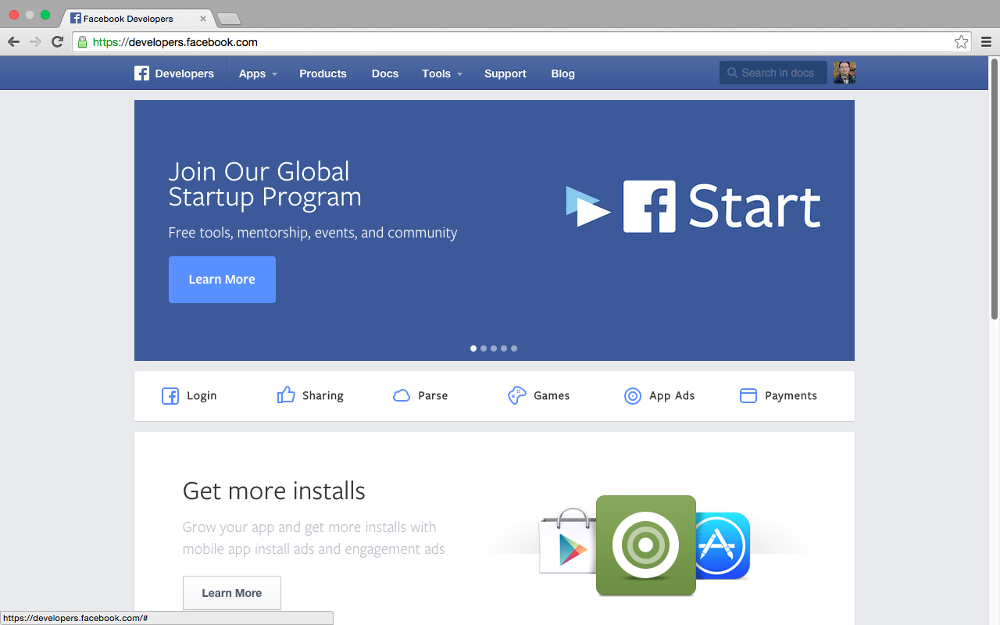 Facebook Developers
https://developers.facebook.com
Developers
Apps
Products
Docs
Tools
Support
Blog
Search in docs
Join Our Global
Startup Program
Free tools, mentorship, events, and community
Learn More
Start
Login
Sharing
Parse
Games
App Ads
Payments
Get more installs
Grow your app and get more installs with
mobile app install ads and engagement ads
Learn More
https://developers.facebook.com/#